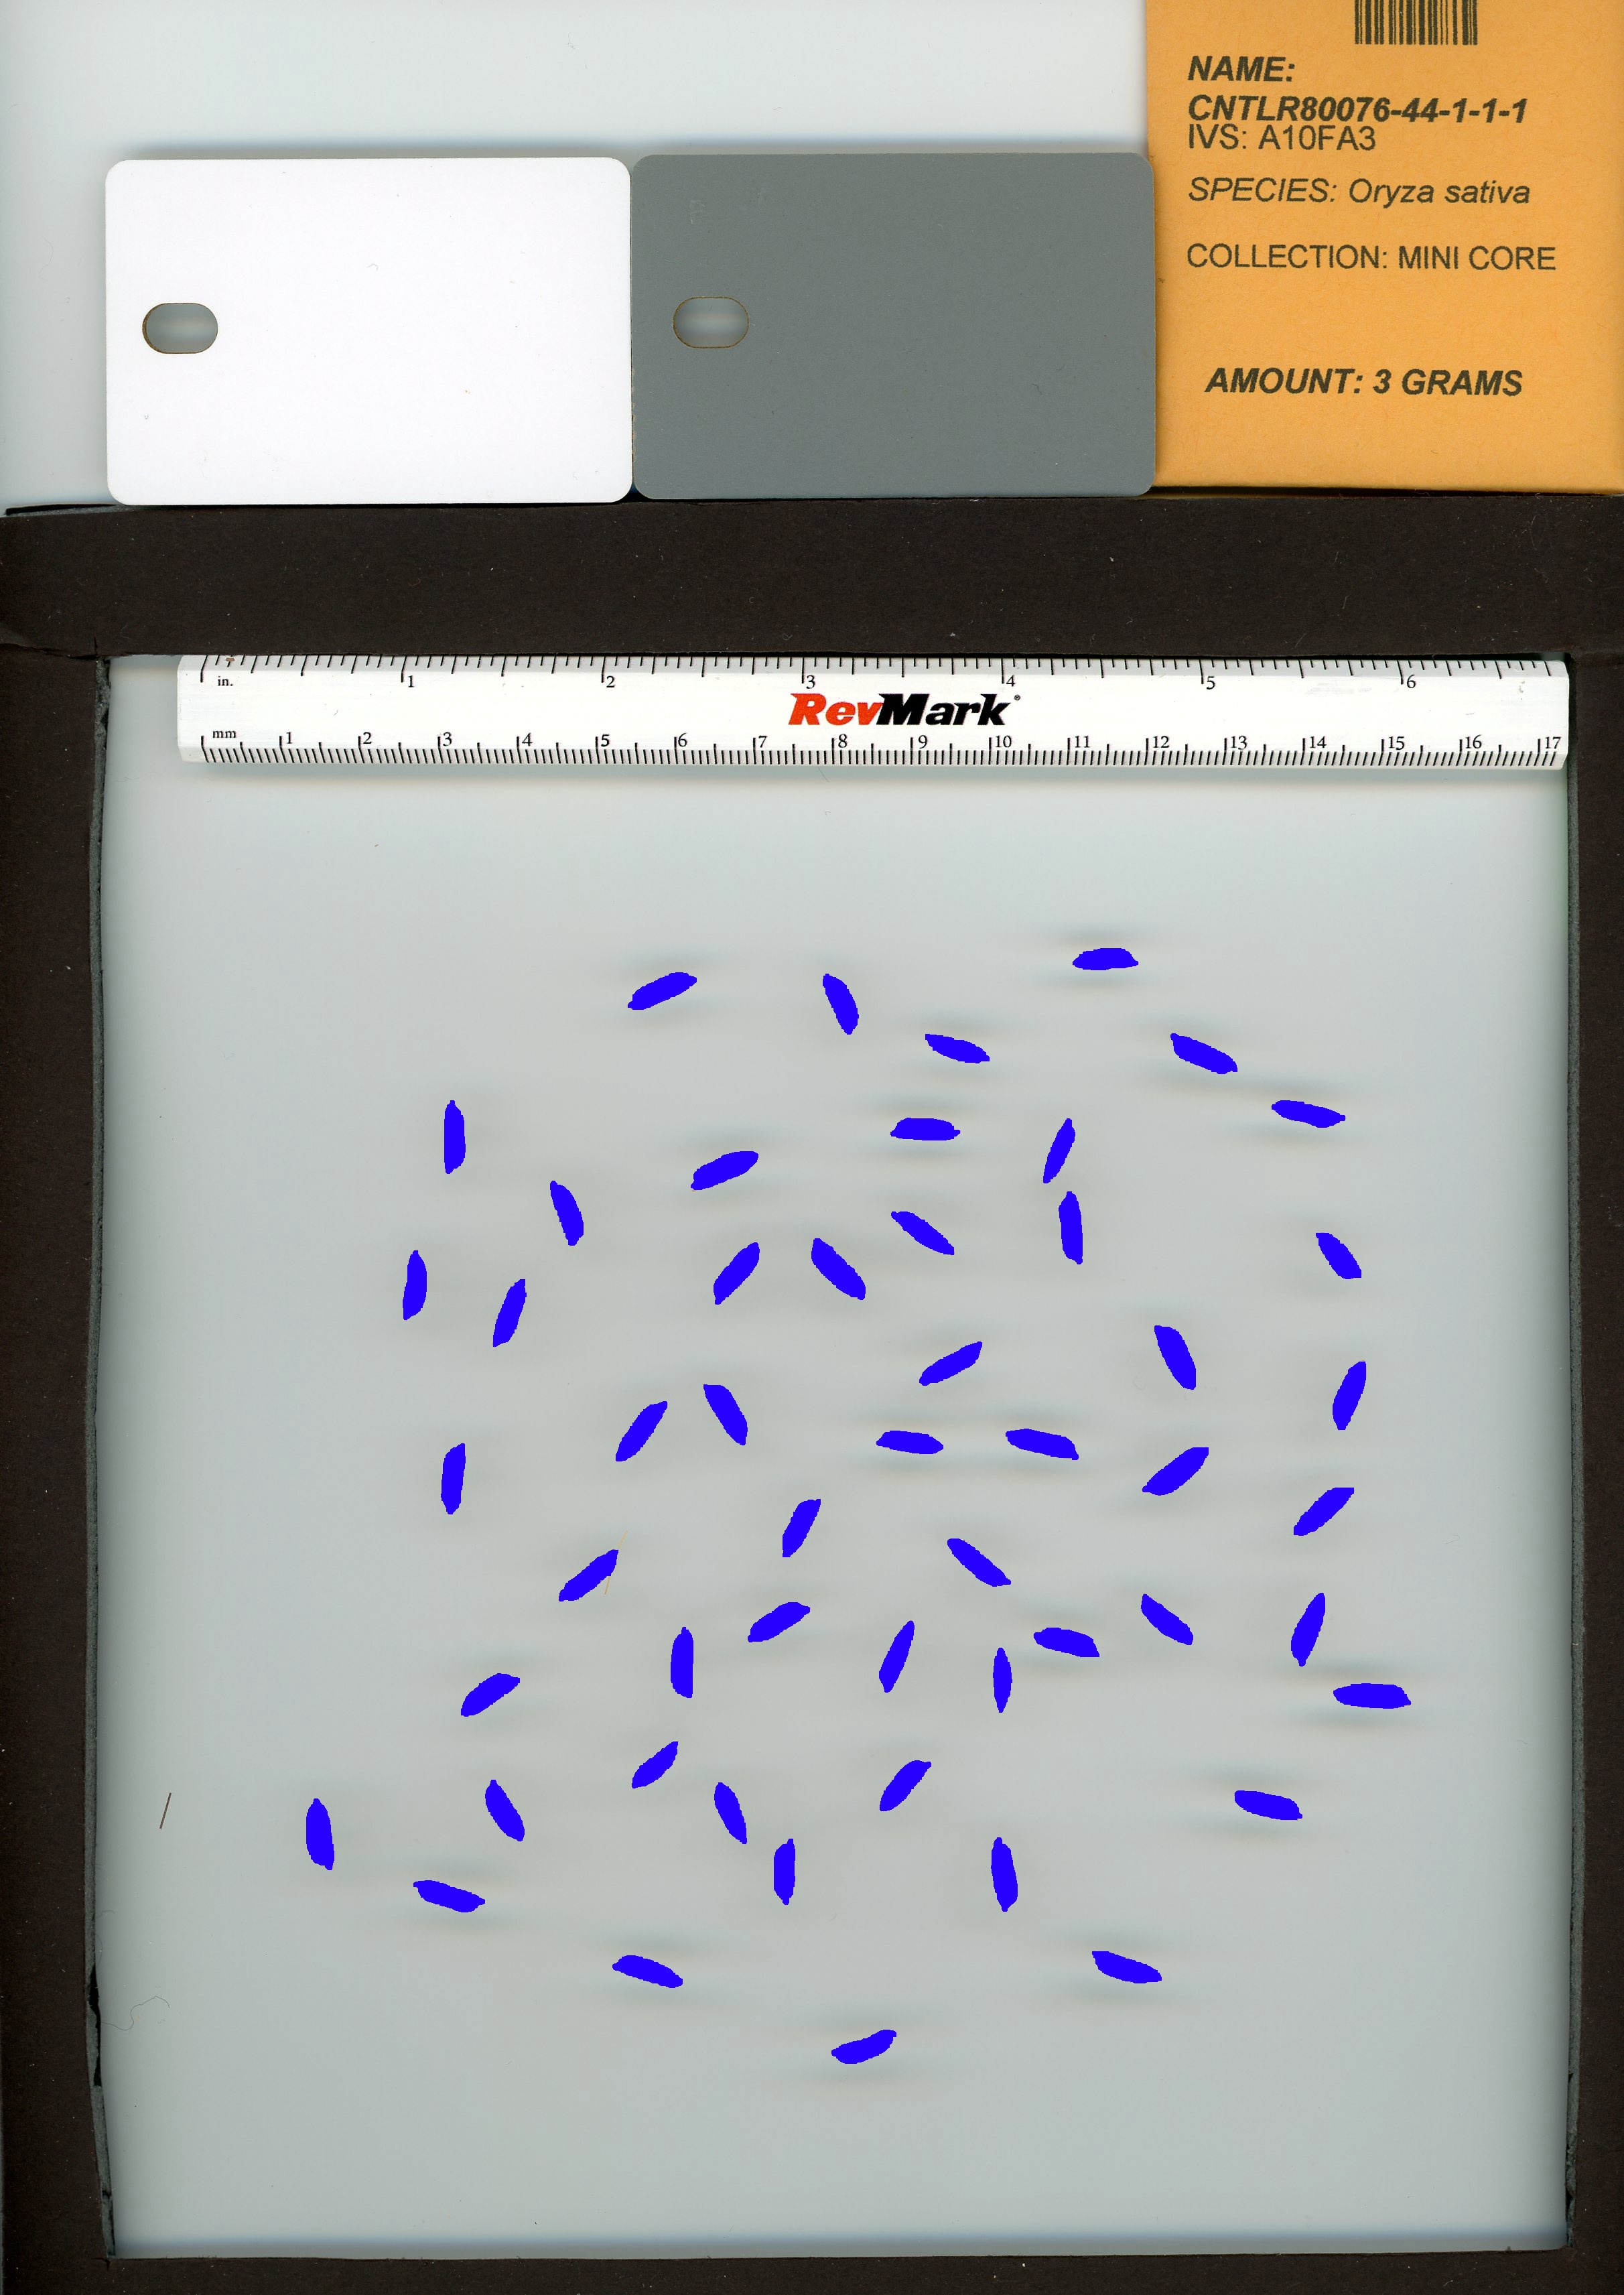 NAME:
CNTLR80076-44-1-1-1
IVS: A10FA3
SPECIES: Oryza sativa
COLLECTION: MINI CORE
AMOUNT: 3 GRAMS
in. 1 2 3 4 5 6
RevMark®
mm 1 2 3 4 5 6 7 8 9 10 11 12 13 14 15 16 17